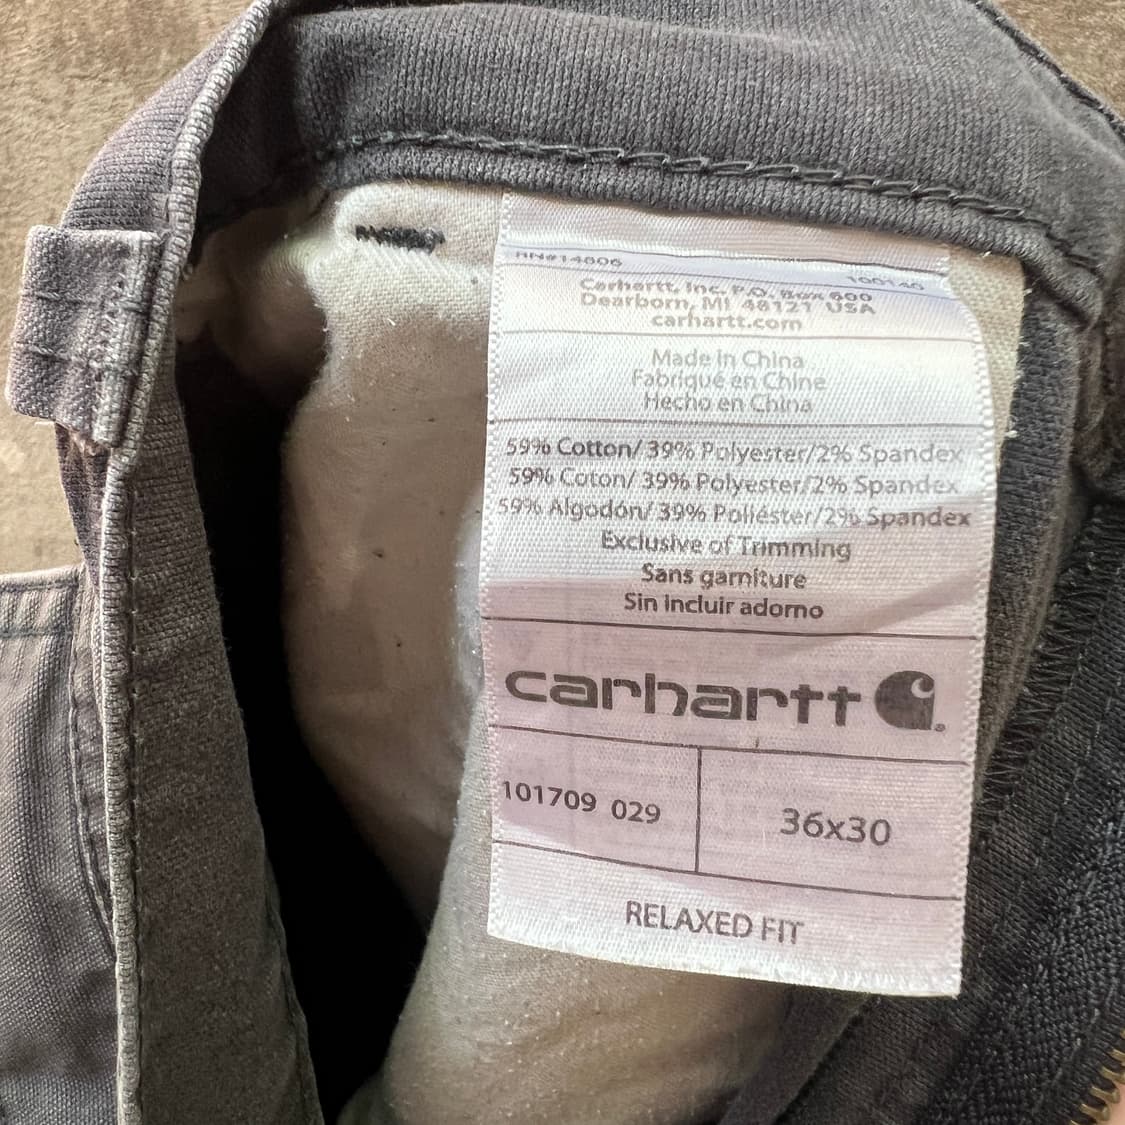 RN#14806
100140
Carhartt, Inc. P.O. Box 600
Dearborn, MI 48121 USA
carhartt.com
Made in China
Fabriqué en Chine
Hecho en China
59% Cotton/ 39% Polyester/2% Spandex
59% Coton/ 39% Polyester/2% Spandex
59% Algodón/ 39% Poliéster/2% Spandex
Exclusive of Trimming
Sans garniture
Sin incluir adorno
carhartt
101709 029
36x30
RELAXED FIT